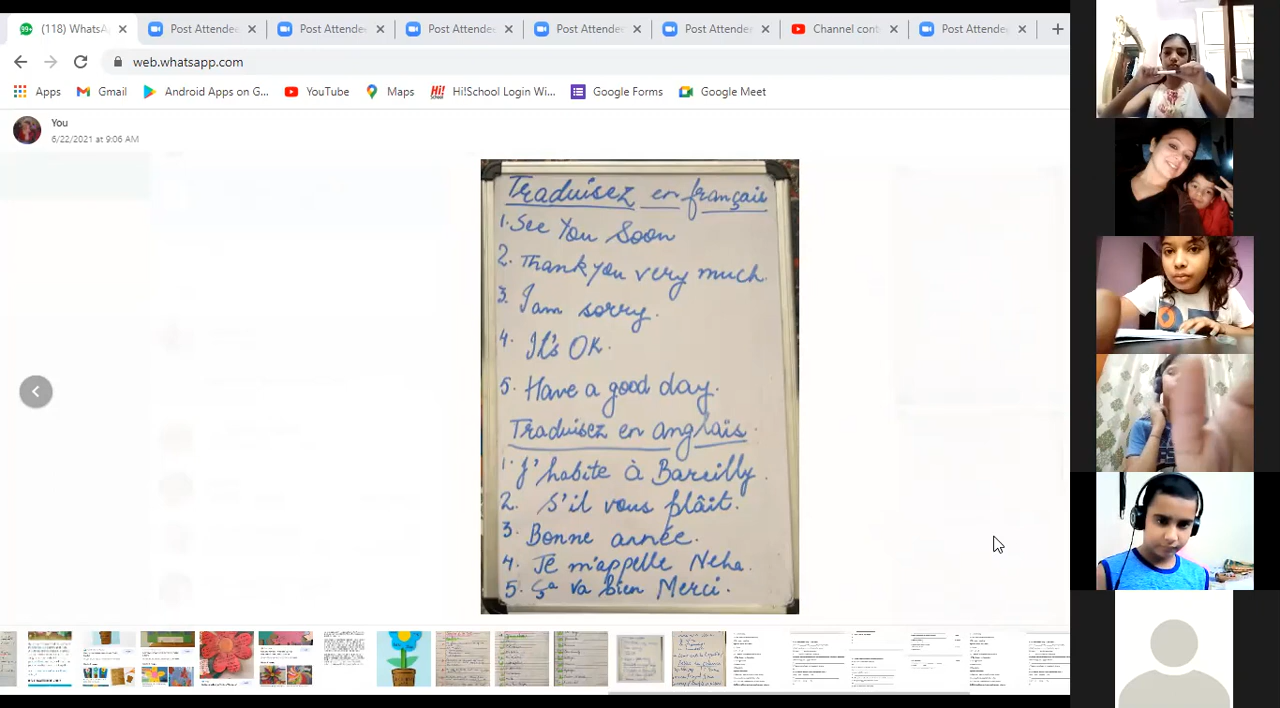 (118) WhatsA
Post Attendee
Post Attendee
Post Attendee
Post Attendee
Post Attendee
Channel cont
Post Attendee
web.whatsapp.com
Apps
Gmail
Android Apps on G...
YouTube
Maps
Hi!School Login Wi...
Google Forms
Google Meet
You
6/22/2021 at 9:06 AM
Traduisez en français
1. See You Soon
2. Thank you very much.
3. I am sorry.
4. It's OK.
5. Have a good day.
Traduisez en anglais.
1. J'habite à Bareilly.
2. S'il vous plâit.
3. Bonne année.
4. Je m'appelle Neha.
5. Ça va bien Merci.